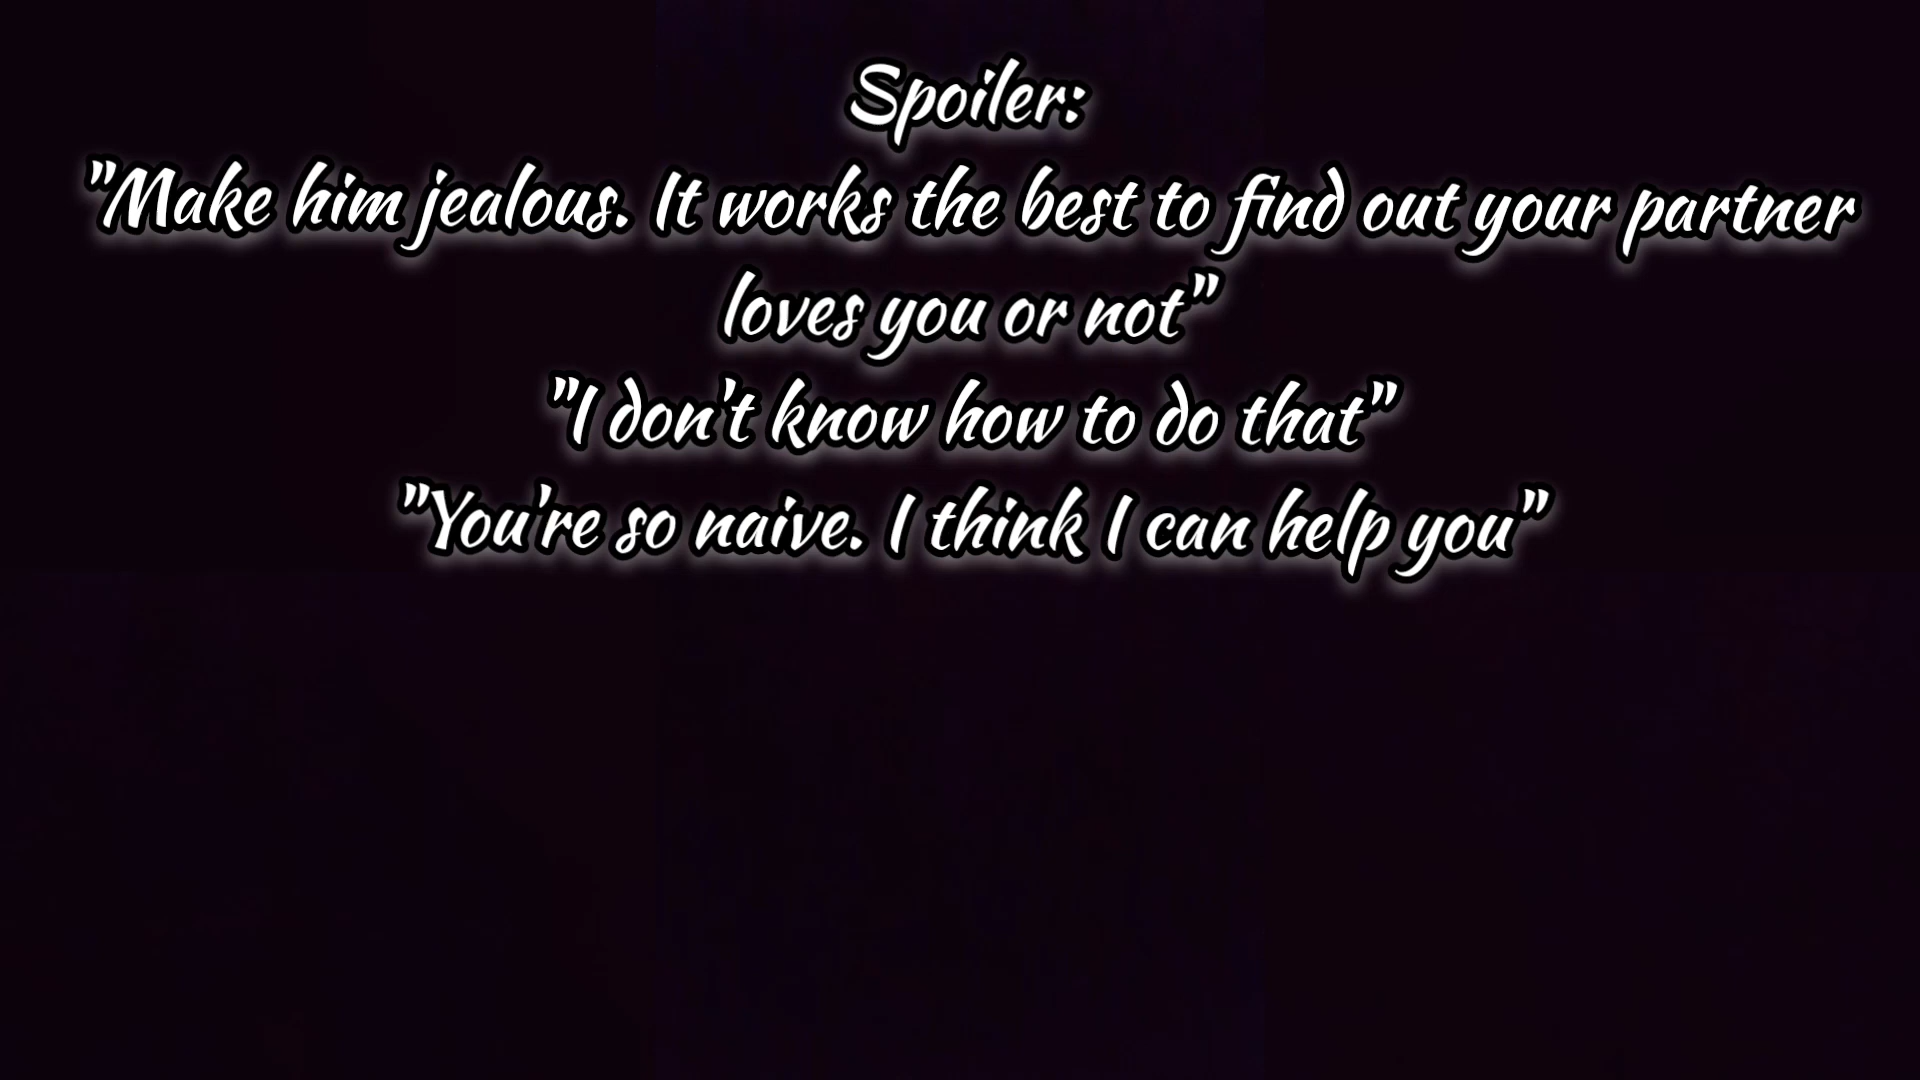 Spoiler:
"Make him jealous. It works the best to find out your partner
loves you or not"
"I don't know how to do that"
"You're so naive. I think I can help you"